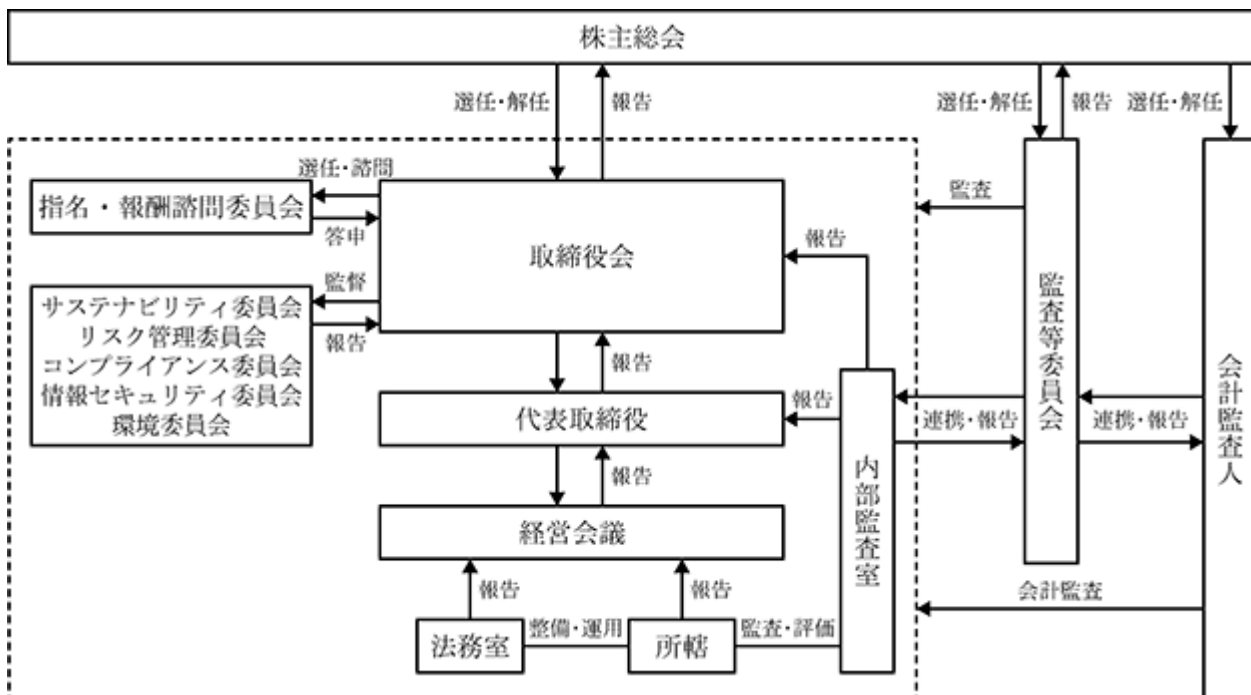 株主総会
選任・解任
報告
選任・解任
報告
選任・解任
選任・諮問
指名・報酬諮問委員会
答申
取締役会
監督
報告
サステナビリティ委員会
リスク管理委員会
コンプライアンス委員会
情報セキュリティ委員会
環境委員会
報告
報告
代表取締役
報告
報告
経営会議
報告
報告
法務室
整備・運用
所轄
監査・評価
内部監査室
監査
監査等委員会
連携・報告
連携・報告
会計監査人
会計監査